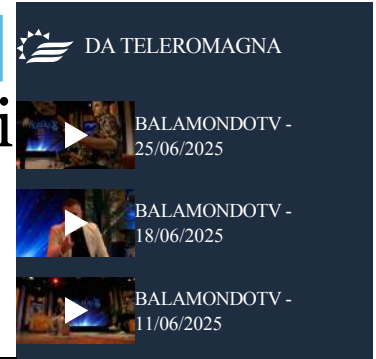 DA TELEROMAGNA
i
BALAMONDOTV -
25/06/2025
BALAMONDOTV -
18/06/2025
BALAMONDOTV -
11/06/2025